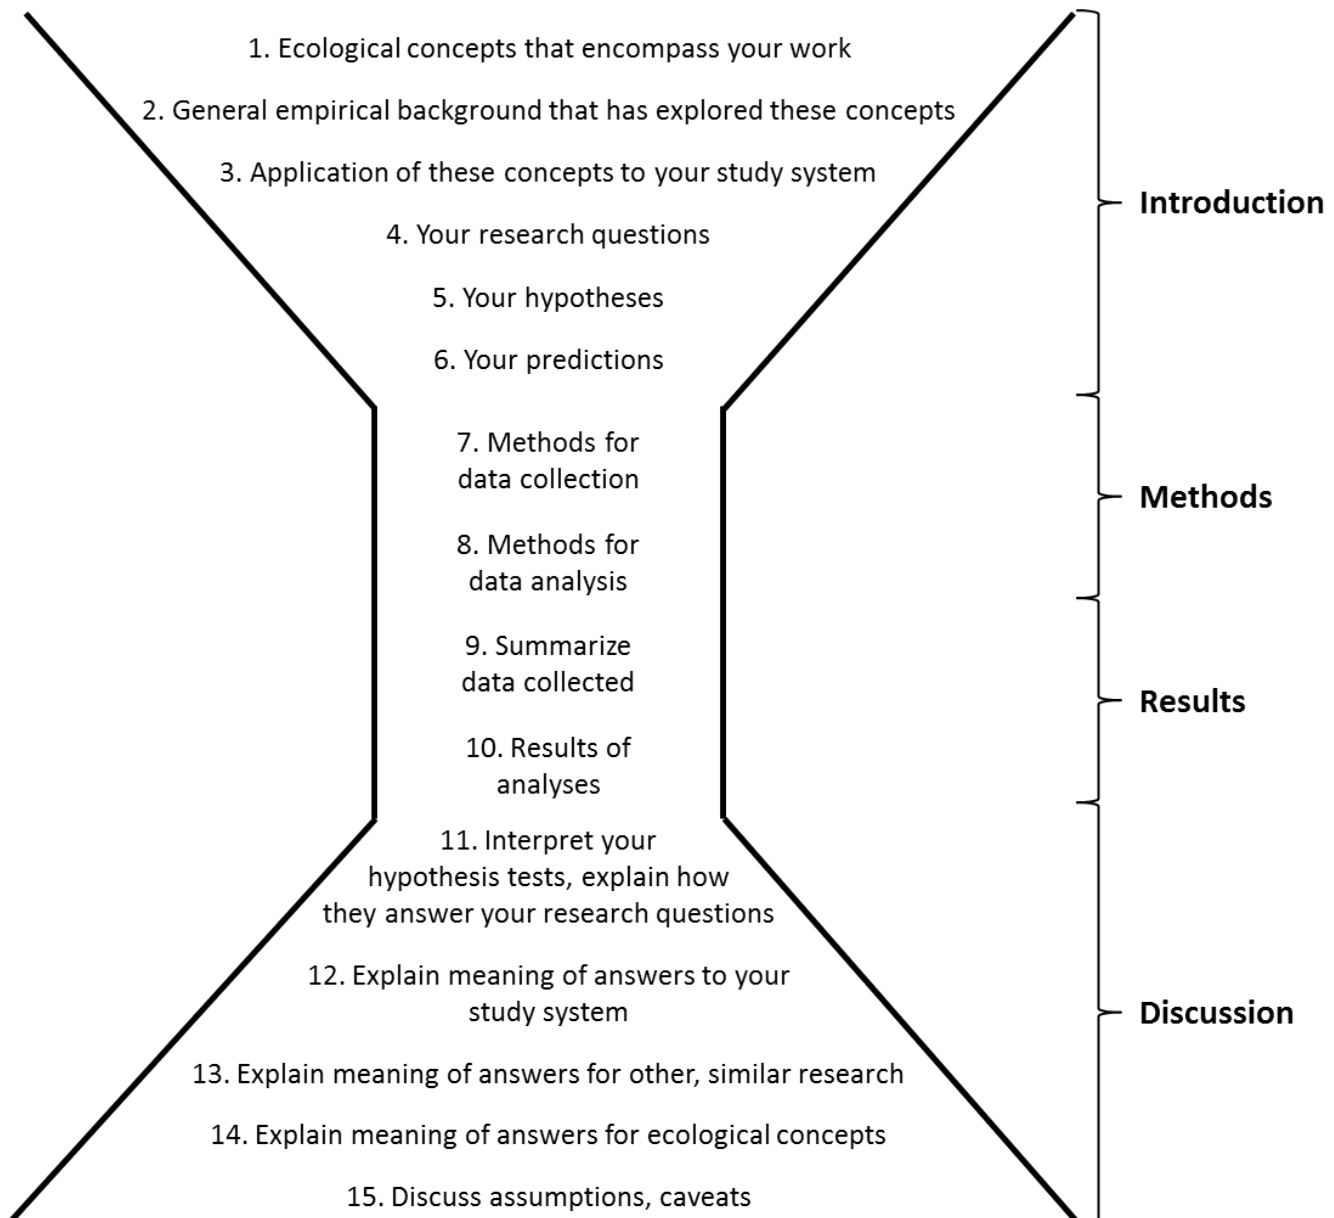 1. Ecological concepts that encompass your work
2. General empirical background that has explored these concepts
3. Application of these concepts to your study system
4. Your research questions
5. Your hypotheses
6. Your predictions
Introduction
7. Methods for
data collection
8. Methods for
data analysis
Methods
9. Summarize
data collected
10. Results of
analyses
Results
11. Interpret your
hypothesis tests, explain how
they answer your research questions
12. Explain meaning of answers to your
study system
13. Explain meaning of answers for other, similar research
14. Explain meaning of answers for ecological concepts
15. Discuss assumptions, caveats
Discussion